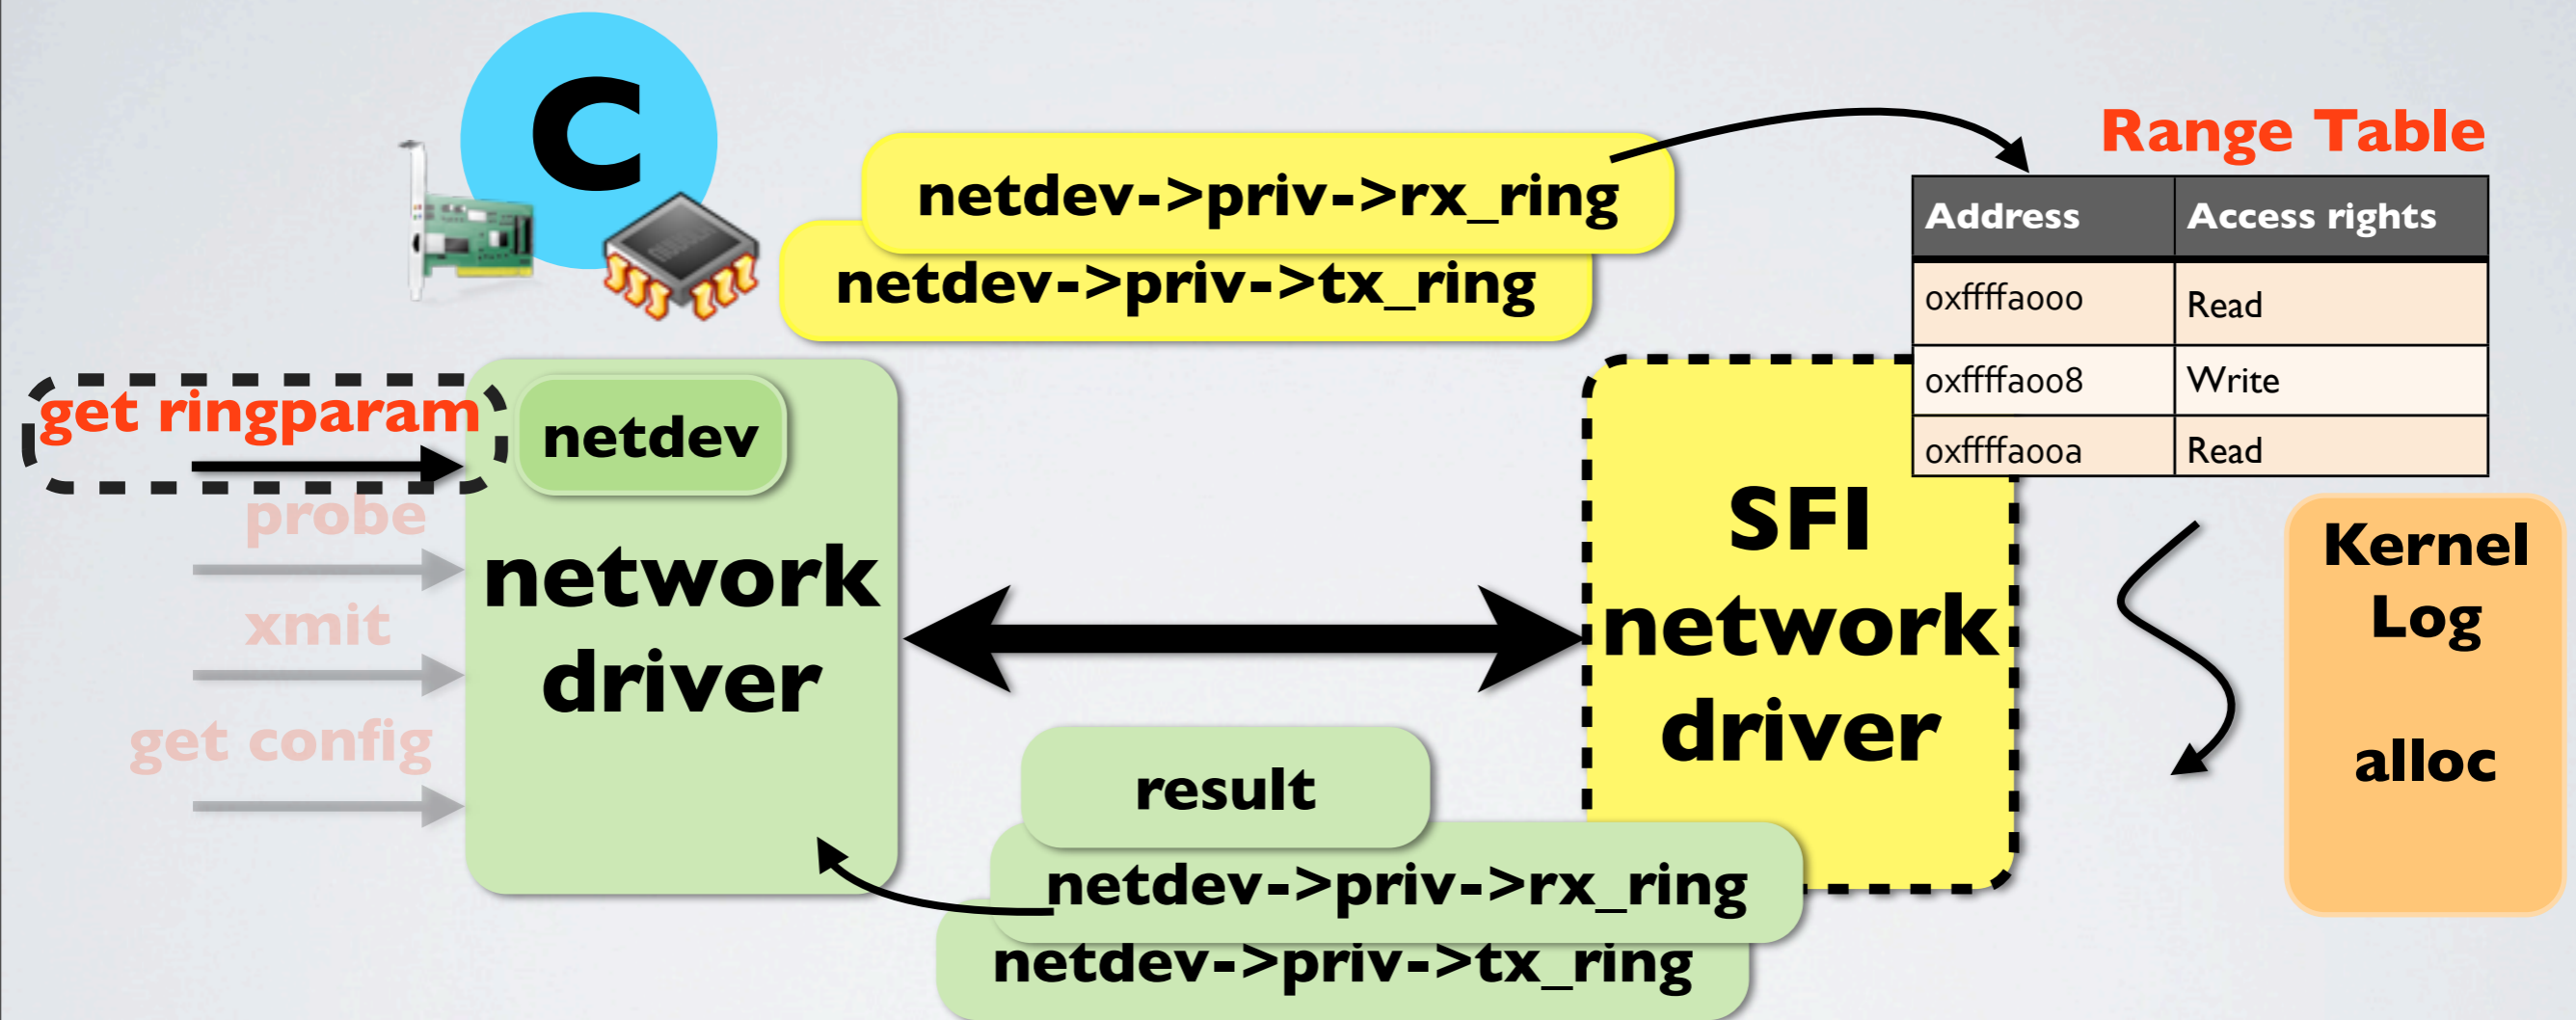 C
netdev->priv->rx_ring
netdev->priv->tx_ring
Range Table
Address Access rights
0xffffa000 Read
0xffffa008 Write
0xffffa00a Read
get ringparam
probe
xmit
get config
netdev
network
driver
SFI
network
driver
Kernel
Log
alloc
result
netdev->priv->rx_ring
netdev->priv->tx_ring